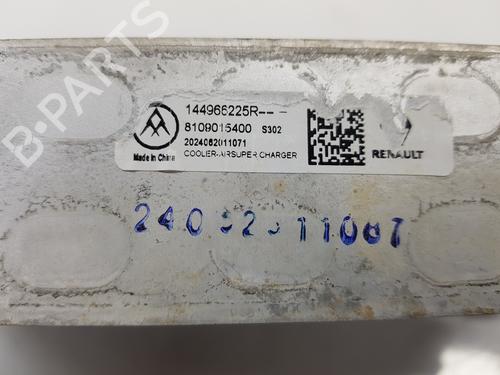 144966225R-- -
8109015400 S302
2024062011071
Made in China
COOLER-AIRSUPER CHARGER
RENAULT
B-PARTS